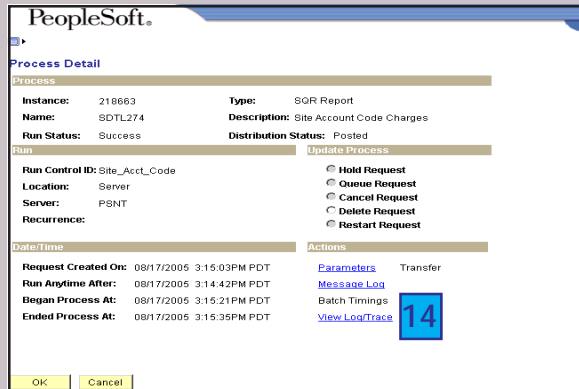 PeopleSoft.
Process Detail
Process
Instance: 218663 Type: SQR Report
Name: SDTL274 Description: Site Account Code Charges
Run Status: Success Distribution Status: Posted
Run Update Process
Run Control ID: Site_Acct_Code Hold Request
Location: Server Queue Request
Server: PSNT Cancel Request
Recurrence: Delete Request
Restart Request
Date/Time Actions
Request Created On: 08/17/2005 3:15:03PM PDT Parameters Transfer
Run Anytime After: 08/17/2005 3:14:42PM PDT Message Log
Began Process At: 08/17/2005 3:15:21PM PDT Batch Timings
Ended Process At: 08/17/2005 3:15:35PM PDT View Log/Trace 14
OK Cancel